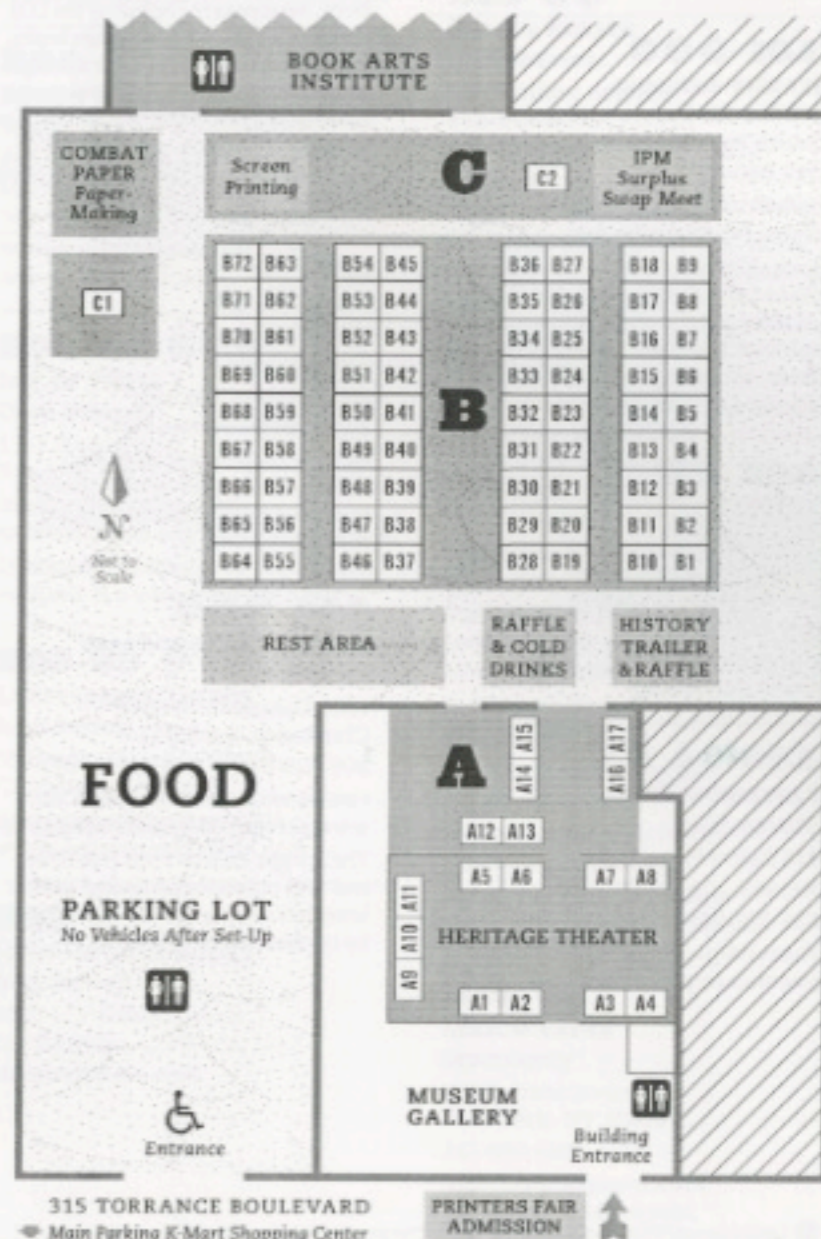 BOOK ARTS
INSTITUTE
COMBAT
PAPER
Paper-
Making
Screen
Printing
C
C2
IPM
Surplus
Swap Meet
C1
B72 B63 B54 B45 B36 B27 B18 B9
B71 B62 B53 B44 B35 B26 B17 B8
B70 B61 B52 B43 B34 B25 B16 B7
B69 B60 B51 B42 B33 B24 B15 B6
B68 B59 B50 B41 B32 B23 B14 B5
B67 B58 B49 B40 B31 B22 B13 B4
B66 B57 B48 B39 B30 B21 B12 B3
B65 B56 B47 B38 B29 B20 B11 B2
B64 B55 B46 B37 B28 B19 B10 B1
B
N
Not to
Scale
REST AREA
RAFFLE
& COLD
DRINKS
HISTORY
TRAILER
& RAFFLE
FOOD
A
A14 A15
A16 A17
A12 A13
A5 A6
A7 A8
A9 A10 A11
HERITAGE THEATER
A1 A2
A3 A4
PARKING LOT
No Vehicles After Set-Up
Entrance
MUSEUM
GALLERY
Building
Entrance
315 TORRANCE BOULEVARD
Main Parking K-Mart Shopping Center
PRINTERS FAIR
ADMISSION